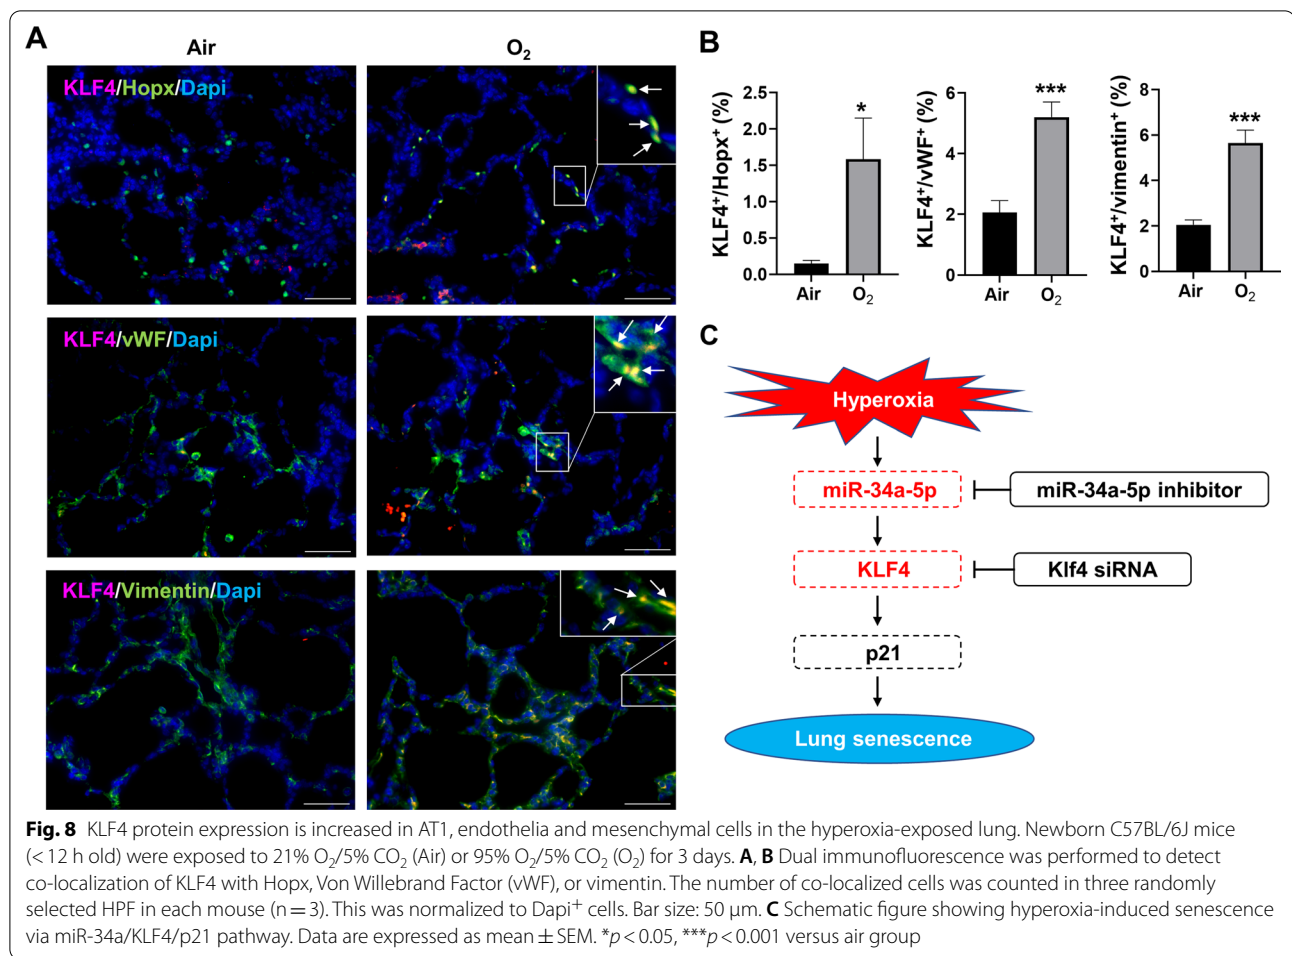 A
Air
O₂
KLF4/Hopx/Dapi
KLF4/vWF/Dapi
KLF4/Vimentin/Dapi
B
KLF4⁺/Hopx⁺ (%)
2.5
2.0
1.5
1.0
0.5
0.0
*
Air
O₂
KLF4⁺/vWF⁺ (%)
6
4
2
0
***
Air
O₂
KLF4⁺/vimentin⁺ (%)
8
6
4
2
0
***
Air
O₂
C
Hyperoxia
miR-34a-5p
miR-34a-5p inhibitor
KLF4
Klf4 siRNA
p21
Lung senescence
Fig. 8 KLF4 protein expression is increased in AT1, endothelia and mesenchymal cells in the hyperoxia-exposed lung. Newborn C57BL/6J mice
(< 12 h old) were exposed to 21% O₂/5% CO₂ (Air) or 95% O₂/5% CO₂ (O₂) for 3 days. A, B Dual immunofluorescence was performed to detect
co-localization of KLF4 with Hopx, Von Willebrand Factor (vWF), or vimentin. The number of co-localized cells was counted in three randomly
selected HPF in each mouse (n = 3). This was normalized to Dapi⁺ cells. Bar size: 50 μm. C Schematic figure showing hyperoxia-induced senescence
via miR-34a/KLF4/p21 pathway. Data are expressed as mean ± SEM. *p < 0.05, ***p < 0.001 versus air group